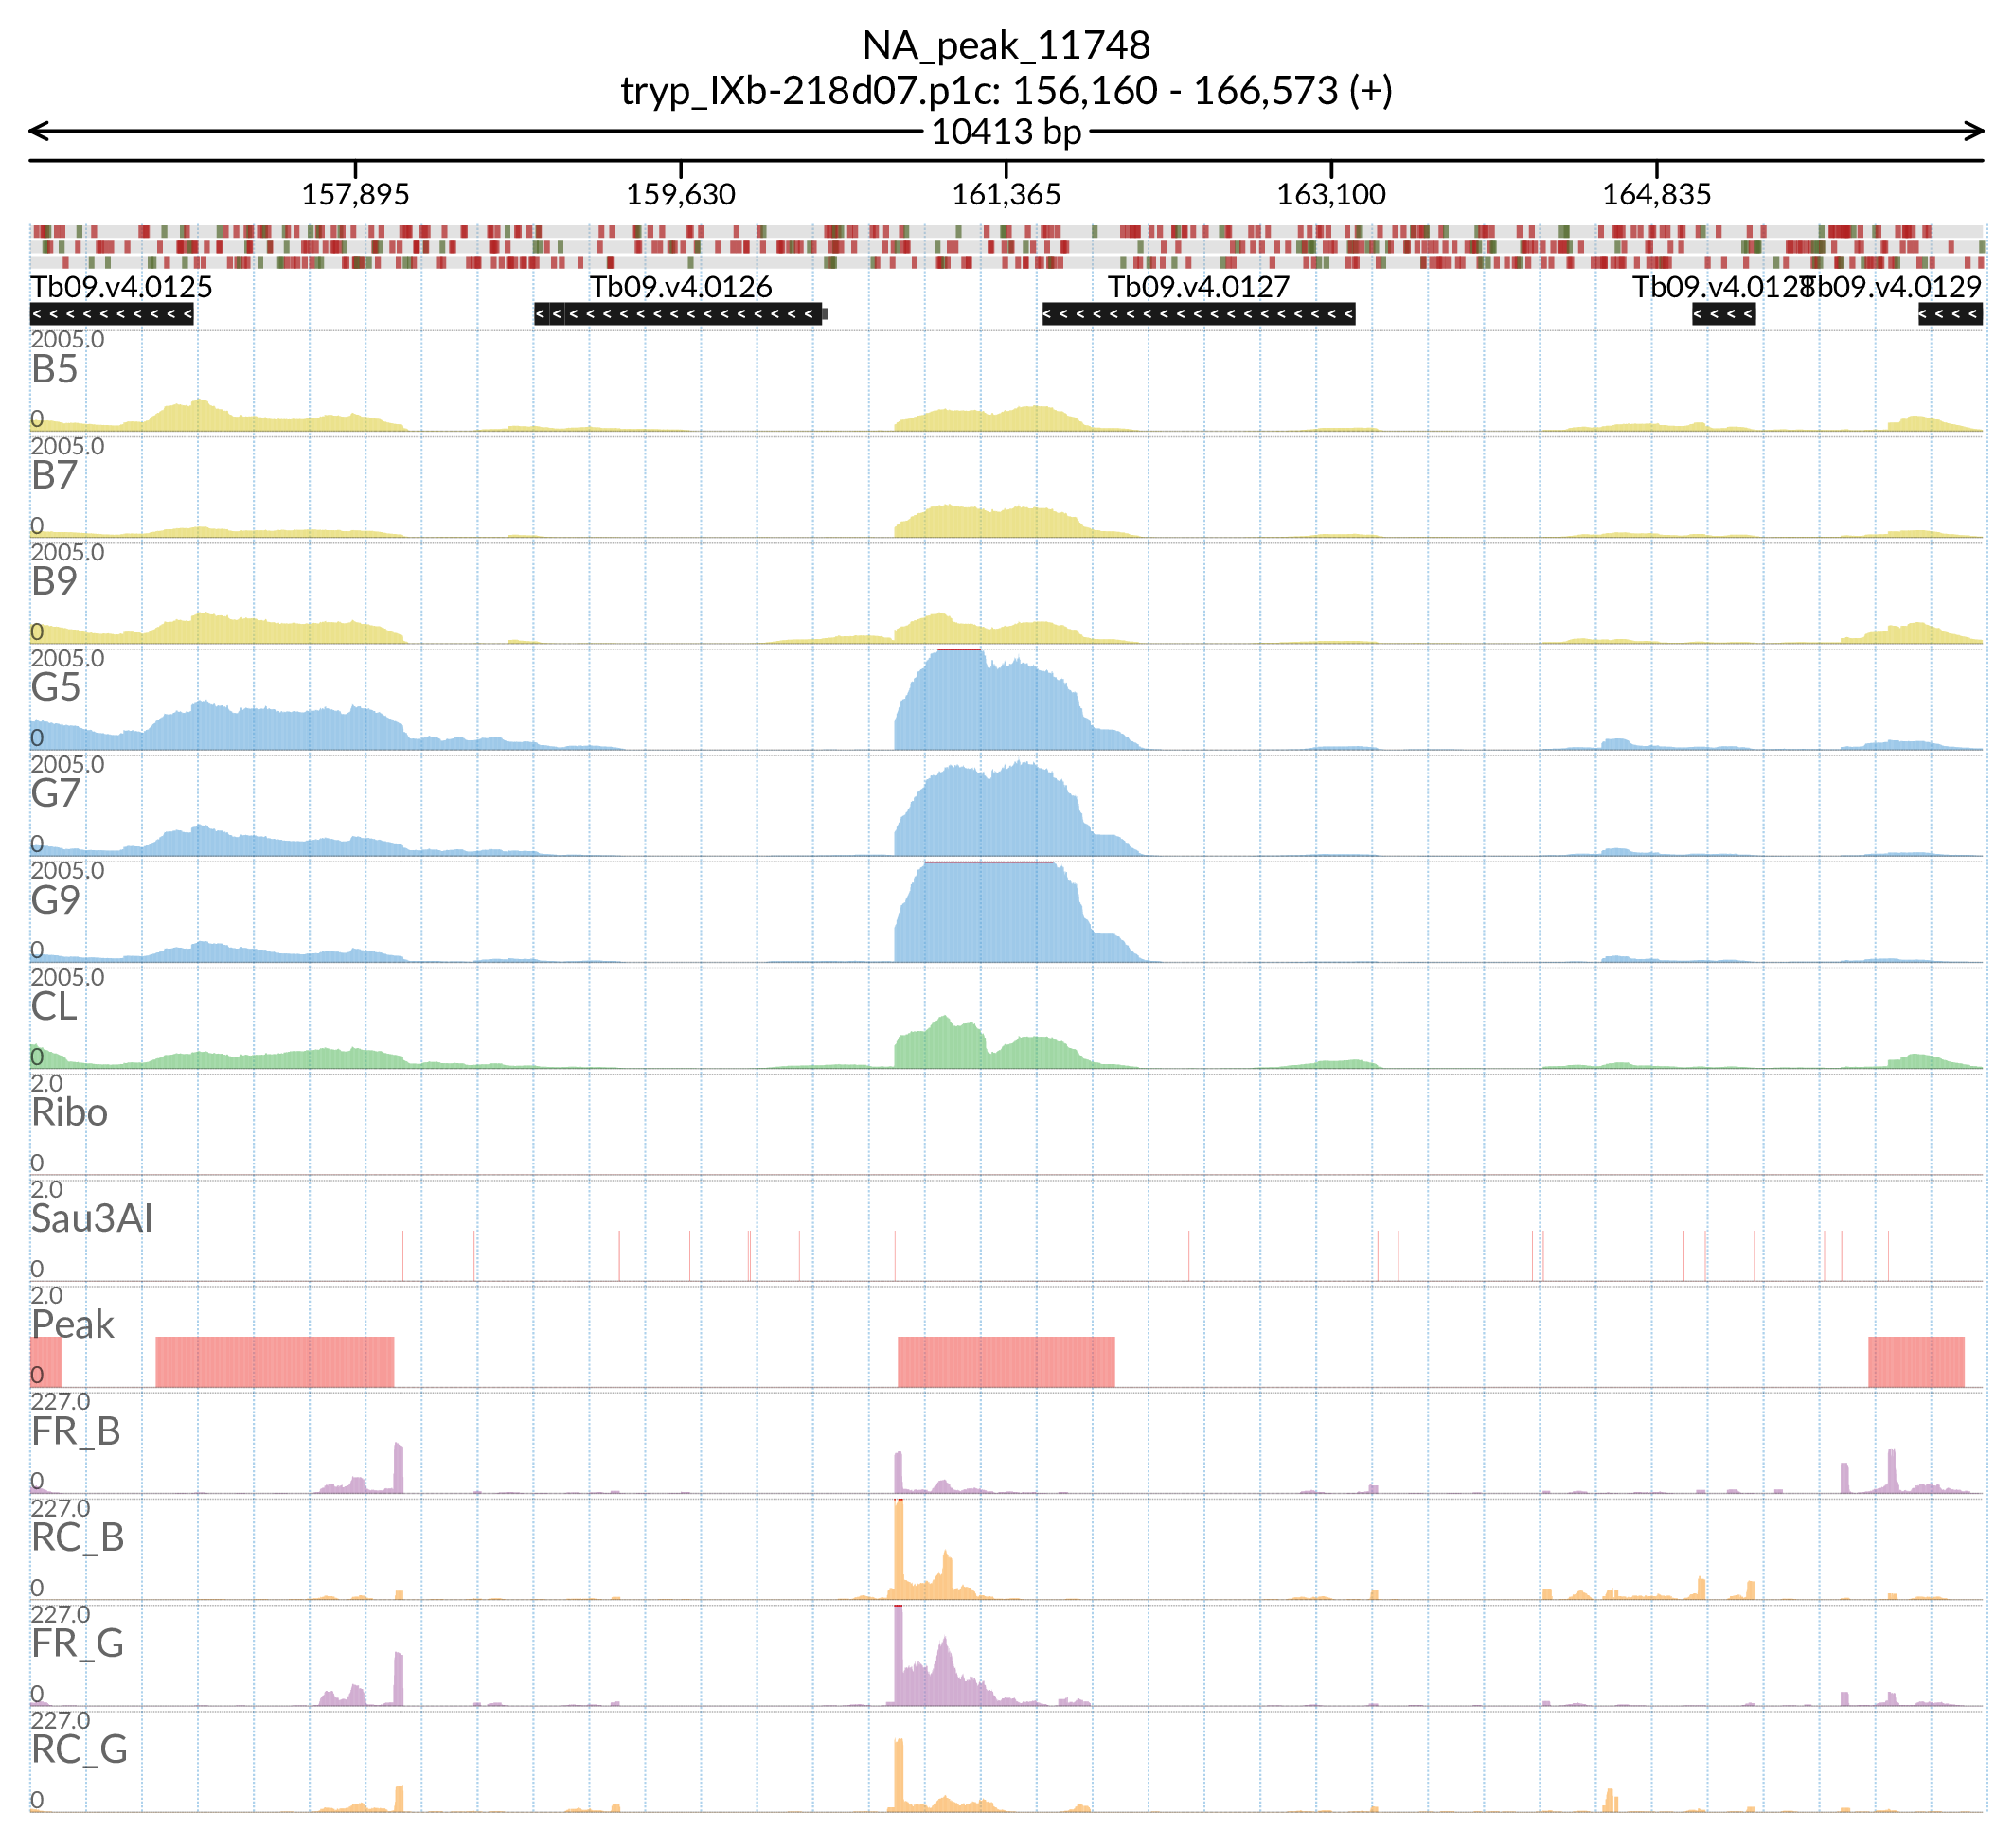 NA_peak_11748
tryp_IXb-218d07.p1c: 156,160 - 166,573 (+)
10413 bp
157,895 159,630 161,365 163,100 164,835
Tb09.v4.0125 Tb09.v4.0126 Tb09.v4.0127 Tb09.v4.0128 Tb09.v4.0129
2005.0
B5
0
2005.0
B7
0
2005.0
B9
0
2005.0
G5
0
2005.0
G7
0
2005.0
G9
0
2005.0
CL
0
2.0
Ribo
0
2.0
Sau3AI
0
2.0
Peak
0
227.0
FR_B
0
227.0
RC_B
0
227.0
FR_G
0
227.0
RC_G
0